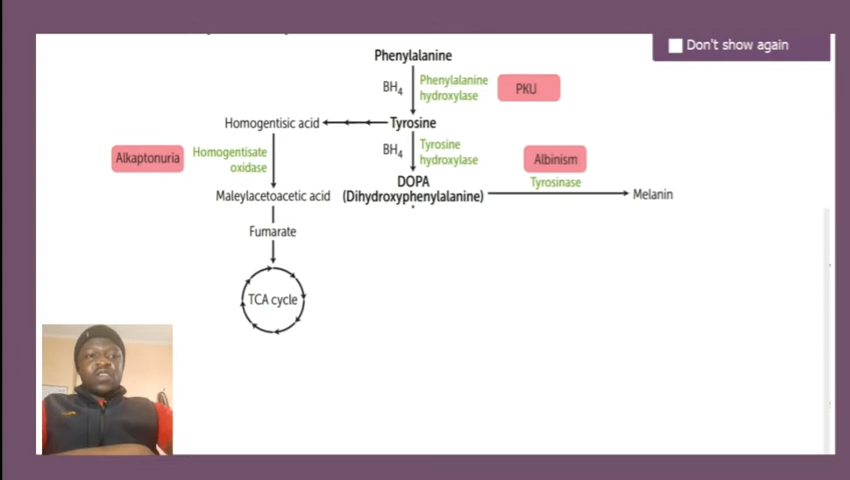 Don't show again
Phenylalanine
BH4
Phenylalanine
hydroxylase
PKU
Homogentisic acid
Tyrosine
BH4
Tyrosine
hydroxylase
Alkaptonuria
Homogentisate
oxidase
Albinism
Tyrosinase
DOPA
Maleylacetoacetic acid
(Dihydroxyphenylalanine)
Melanin
Fumarate
TCA cycle